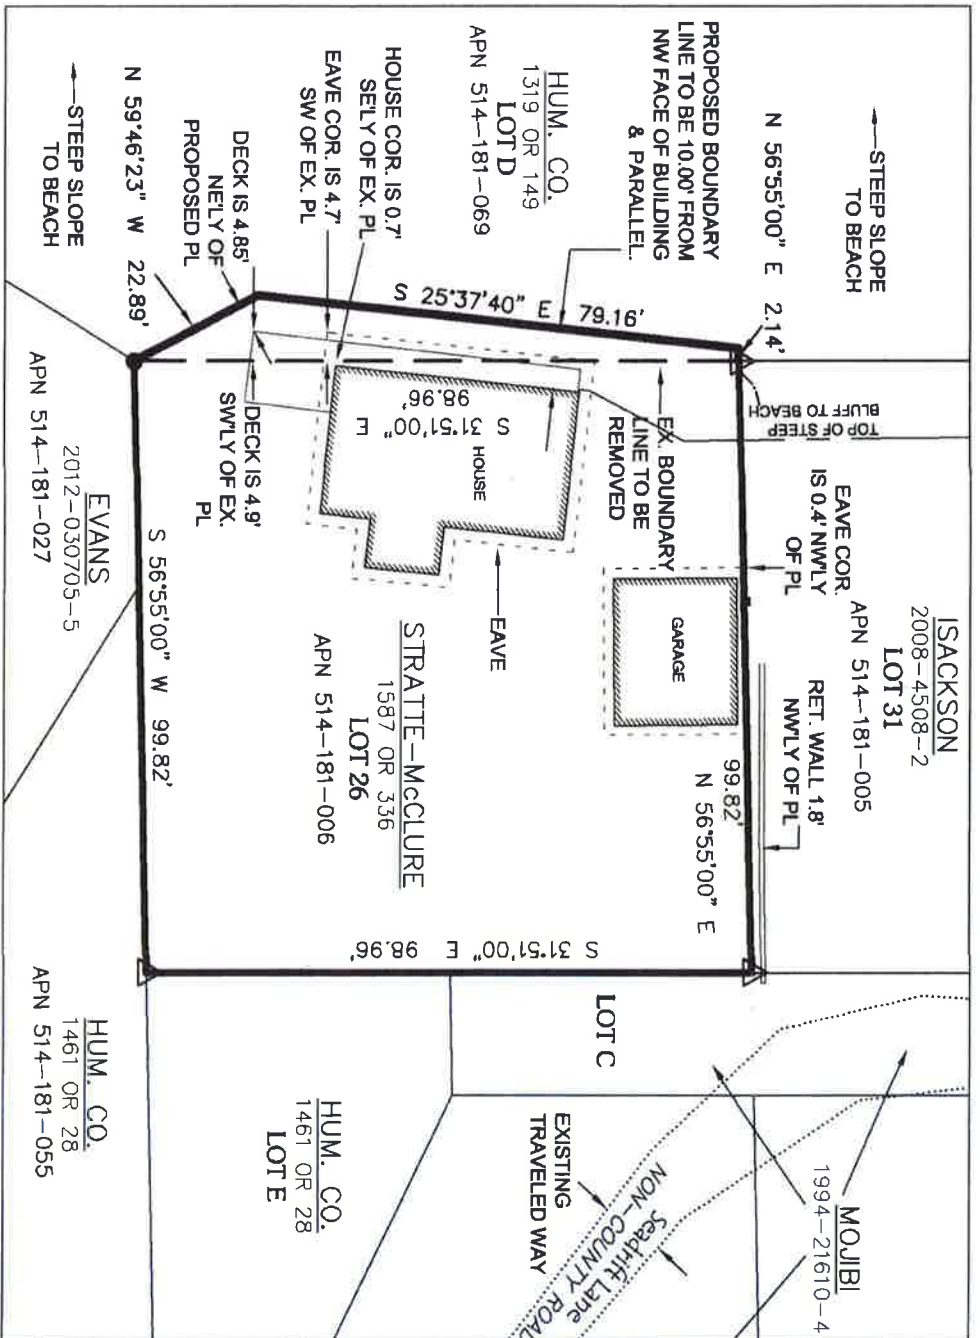 STEEP SLOPE
TO BEACH
N 56°55'00" E 2.14'
PROPOSED BOUNDARY
LINE TO BE 10.00' FROM
NW FACE OF BUILDING
& PARALLEL.
HUM. CO.
1319 OR 149
LOT D
APN 514-181-069
HOUSE COR. IS 0.7'
SE'LY OF EX. PL
EAVE COR. IS 4.7'
SW OF EX. PL
DECK IS 4.85'
NE'LY OF
PROPOSED PL
N 59°46'23" W 22.89'
STEEP SLOPE
TO BEACH
S 25°37'40" E 79.16'
TOP OF STEEP
BLUFF TO BEACH
EX. BOUNDARY
LINE TO BE
REMOVED
S 31°51'00" E
98.96'
HOUSE
DECK IS 4.9'
SW'LY OF EX.
PL
EAVE COR.
IS 0.4' NW'LY
OF PL
ISACKSON
2008-4508-2
LOT 31
APN 514-181-005
RET. WALL 1.8'
NW'LY OF PL
GARAGE
EAVE
99.82'
N 56°55'00" E
STRATTE-McCLURE
1587 OR 336
LOT 26
APN 514-181-006
S 56°55'00" W 99.82'
EVANS
2012-030705-5
APN 514-181-027
S 31°51'00" E 98.96'
LOT C
MOJIBI
1994-21610-4
EXISTING
TRAVELED WAY
Seadrift Lane
NON-COUNTY ROAD
HUM. CO.
1461 OR 28
LOT E
HUM. CO.
1461 OR 28
APN 514-181-055